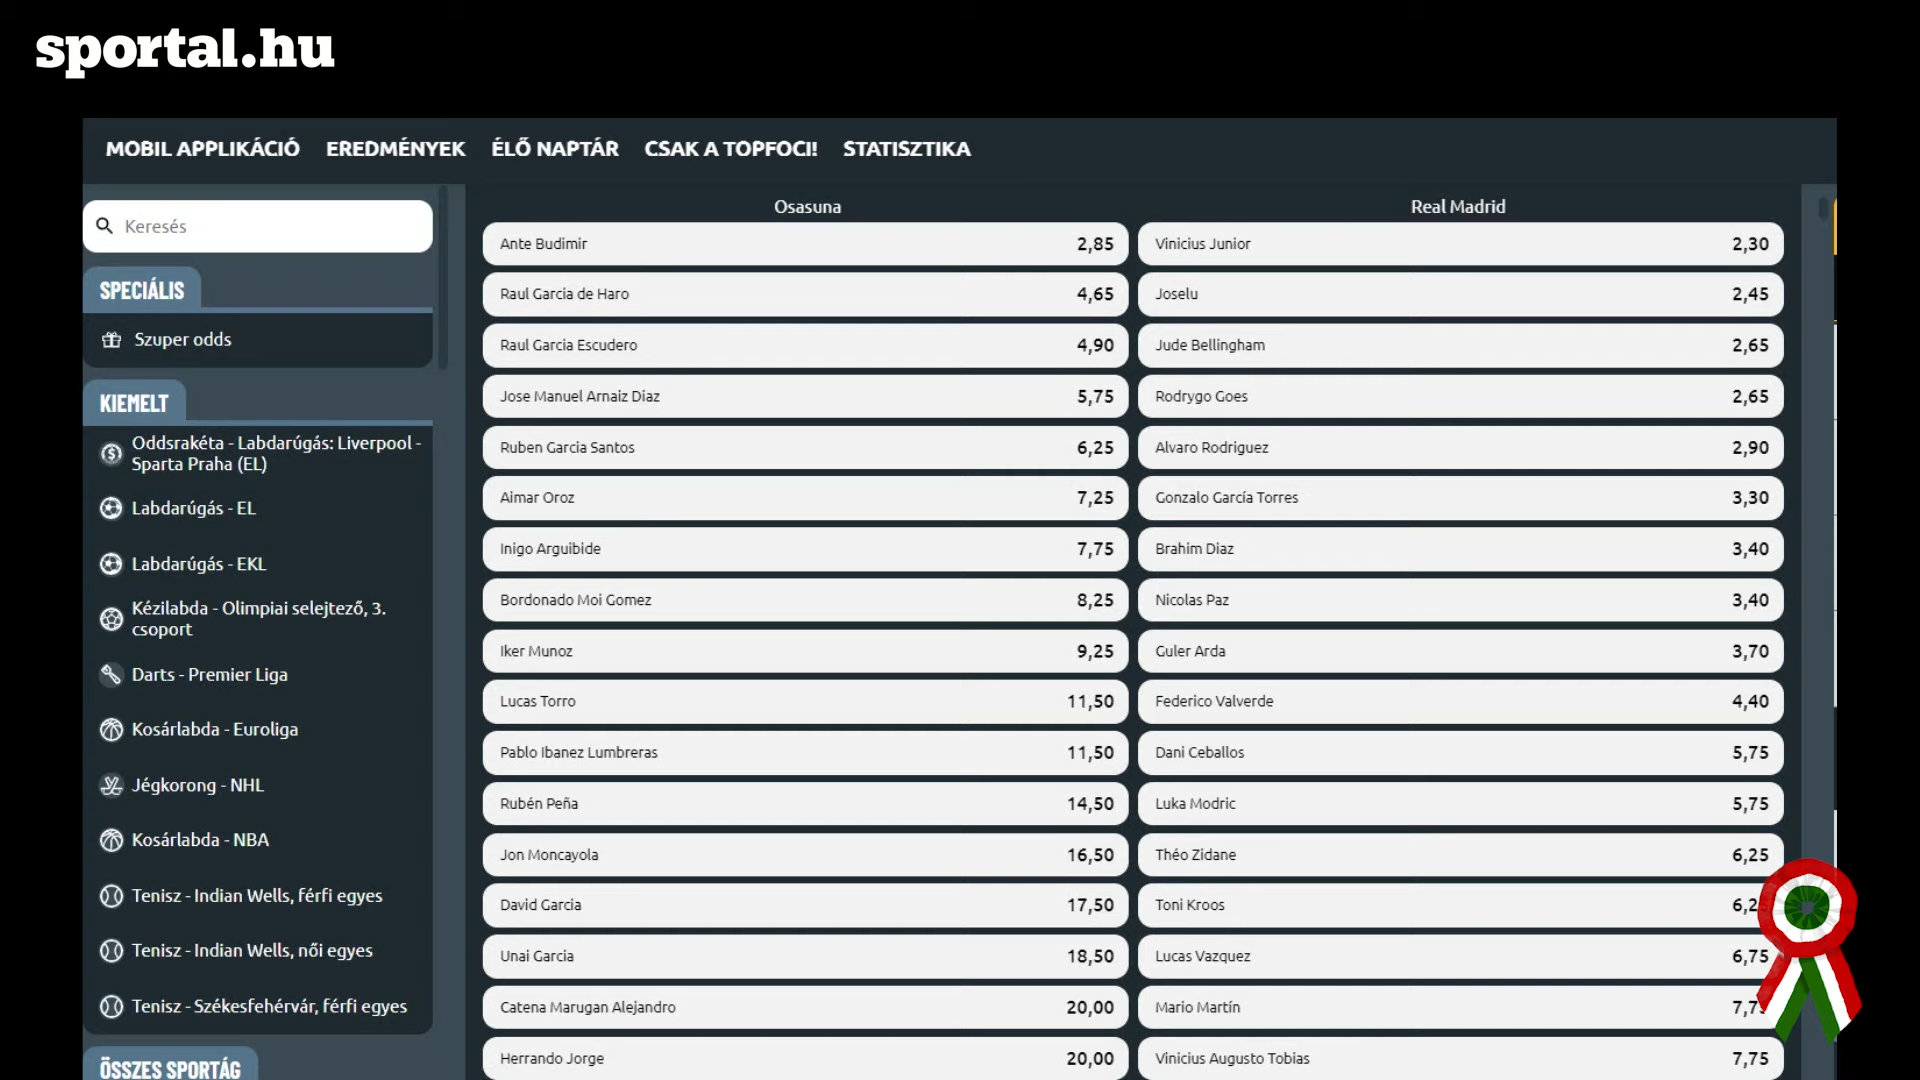 sportal.hu
MOBIL APPLIKÁCIÓ EREDMÉNYEK ÉLŐ NAPTÁR CSAK A TOPFOCI! STATISZTIKA
Keresés
SPECIÁLIS
Szuper odds
KIEMELT
Oddsrakéta - Labdarúgás: Liverpool -
Sparta Praha (EL)
Labdarúgás - EL
Labdarúgás - EKL
Kézilabda - Olimpiai selejtező, 3.
csoport
Darts - Premier Liga
Kosárlabda - Euroliga
Jégkorong - NHL
Kosárlabda - NBA
Tenisz - Indian Wells, férfi egyes
Tenisz - Indian Wells, női egyes
Tenisz - Székesfehérvár, férfi egyes
ÖSSZES SPORTÁG
Osasuna
Ante Budimir 2,85
Raul Garcia de Haro 4,65
Raul Garcia Escudero 4,90
Jose Manuel Arnaiz Diaz 5,75
Ruben Garcia Santos 6,25
Aimar Oroz 7,25
Inigo Arguibide 7,75
Bordonado Moi Gomez 8,25
Iker Munoz 9,25
Lucas Torro 11,50
Pablo Ibanez Lumbreras 11,50
Rubén Peña 14,50
Jon Moncayola 16,50
David Garcia 17,50
Unai Garcia 18,50
Catena Marugan Alejandro 20,00
Herrando Jorge 20,00
Real Madrid
Vinicius Junior 2,30
Joselu 2,45
Jude Bellingham 2,65
Rodrygo Goes 2,65
Alvaro Rodriguez 2,90
Gonzalo García Torres 3,30
Brahim Diaz 3,40
Nicolas Paz 3,40
Guler Arda 3,70
Federico Valverde 4,40
Dani Ceballos 5,75
Luka Modric 5,75
Théo Zidane 6,25
Toni Kroos
Lucas Vazquez 6,75
Mario Martín
Vinicius Augusto Tobias 7,75